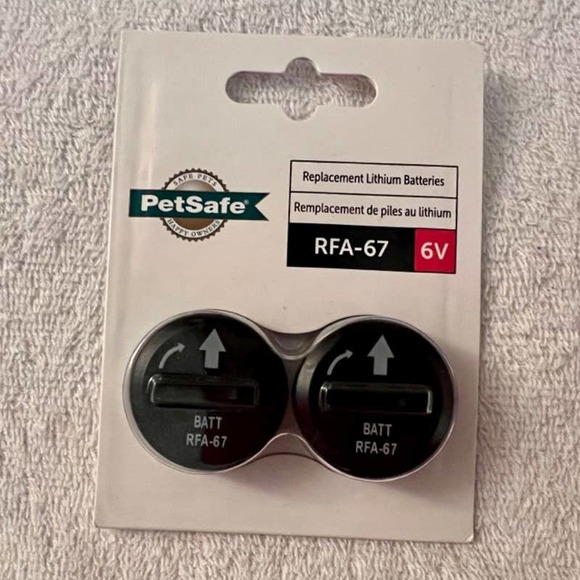 SAFE PETS
PetSafe®
HAPPY OWNERS
Replacement Lithium Batteries
Remplacement de piles au lithium
RFA-67 6V
BATT
RFA-67
BATT
RFA-67